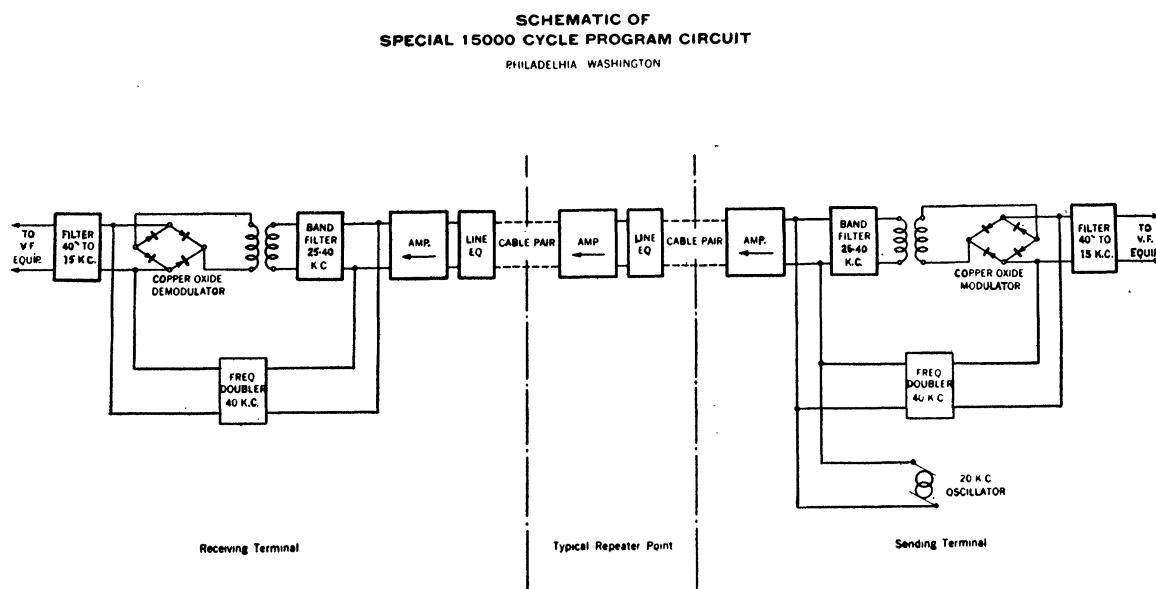 SCHEMATIC OF
SPECIAL 15000 CYCLE PROGRAM CIRCUIT
PHILADELHIA WASHINGTON
TO
V F
EQUIP.
FILTER
40~ TO
15 K.C.
COPPER OXIDE
DEMODULATOR
BAND
FILTER
25-40
K C
AMP.
LINE
EQ
CABLE PAIR
AMP
LINE
EQ
CABLE PAIR
AMP.
BAND
FILTER
25-40
K.C.
COPPER OXIDE
MODULATOR
FILTER
40~ TO
15 K.C.
TO
V.F.
EQUIP
FREQ
DOUBLER
40 K.C.
FREQ
DOUBLER
40 K C
20 K C
OSCILLATOR
Receiving Terminal
Typical Repeater Point
Sending Terminal